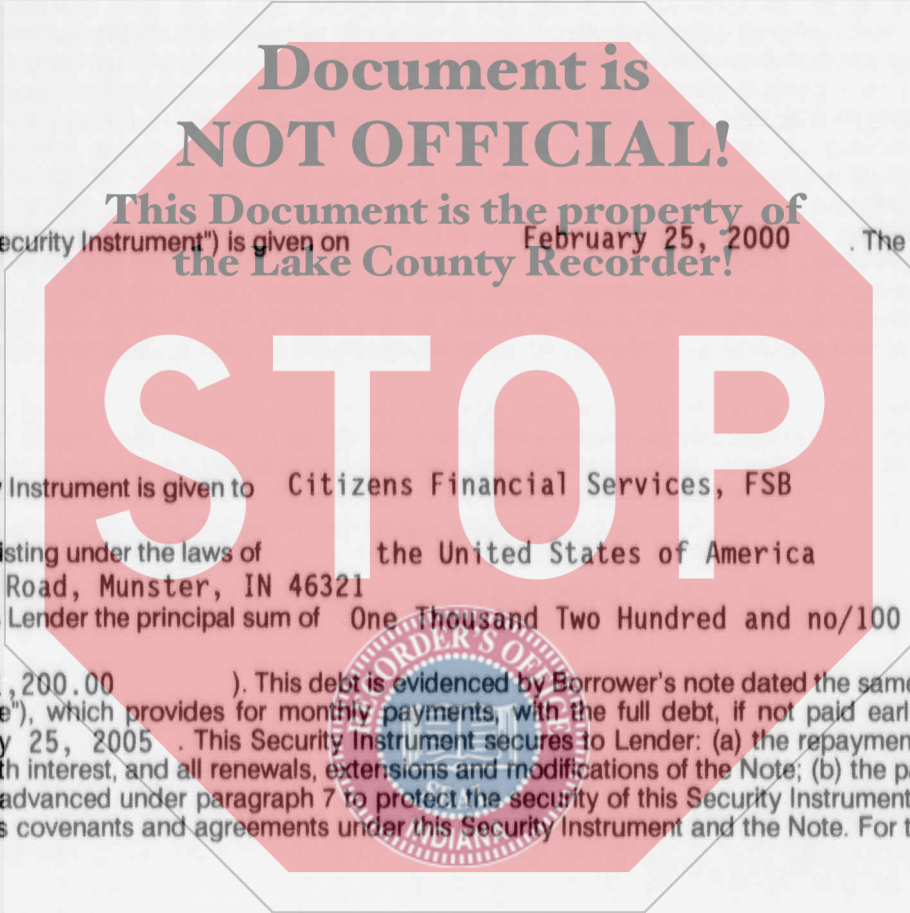 Document is
NOT OFFICIAL!
This Document is the property of
the Lake County Recorder!
ecurity Instrument") is given on February 25, 2000 . The
STOP
Instrument is given to Citizens Financial Services, FSB
isting under the laws of the United States of America
Road, Munster, IN 46321
Lender the principal sum of One Thousand Two Hundred and no/100
,200.00 ). This debt is evidenced by Borrower's note dated the same
e"), which provides for monthly payments, with the full debt, if not paid earl
y 25, 2005 . This Security Instrument secures to Lender: (a) the repaymen
th interest, and all renewals, extensions and modifications of the Note; (b) the pa
advanced under paragraph 7 to protect the security of this Security Instrument
s covenants and agreements under this Security Instrument and the Note. For t
RECORDER'S OFFICE
SEAL
INDIANA